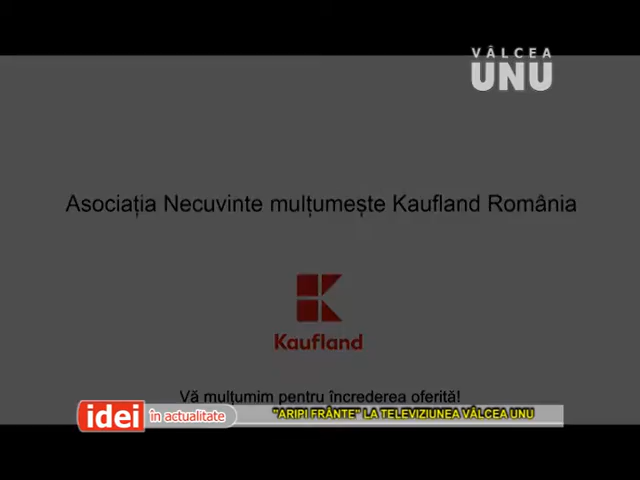 VÂLCEA
UNU
Asociația Necuvinte mulțumește Kaufland România
Kaufland
Vă mulțumim pentru încrederea oferită!
idei în actualitate
"ARIPI FRÂNTE" LA TELEVIZIUNEA VÂLCEA UNU